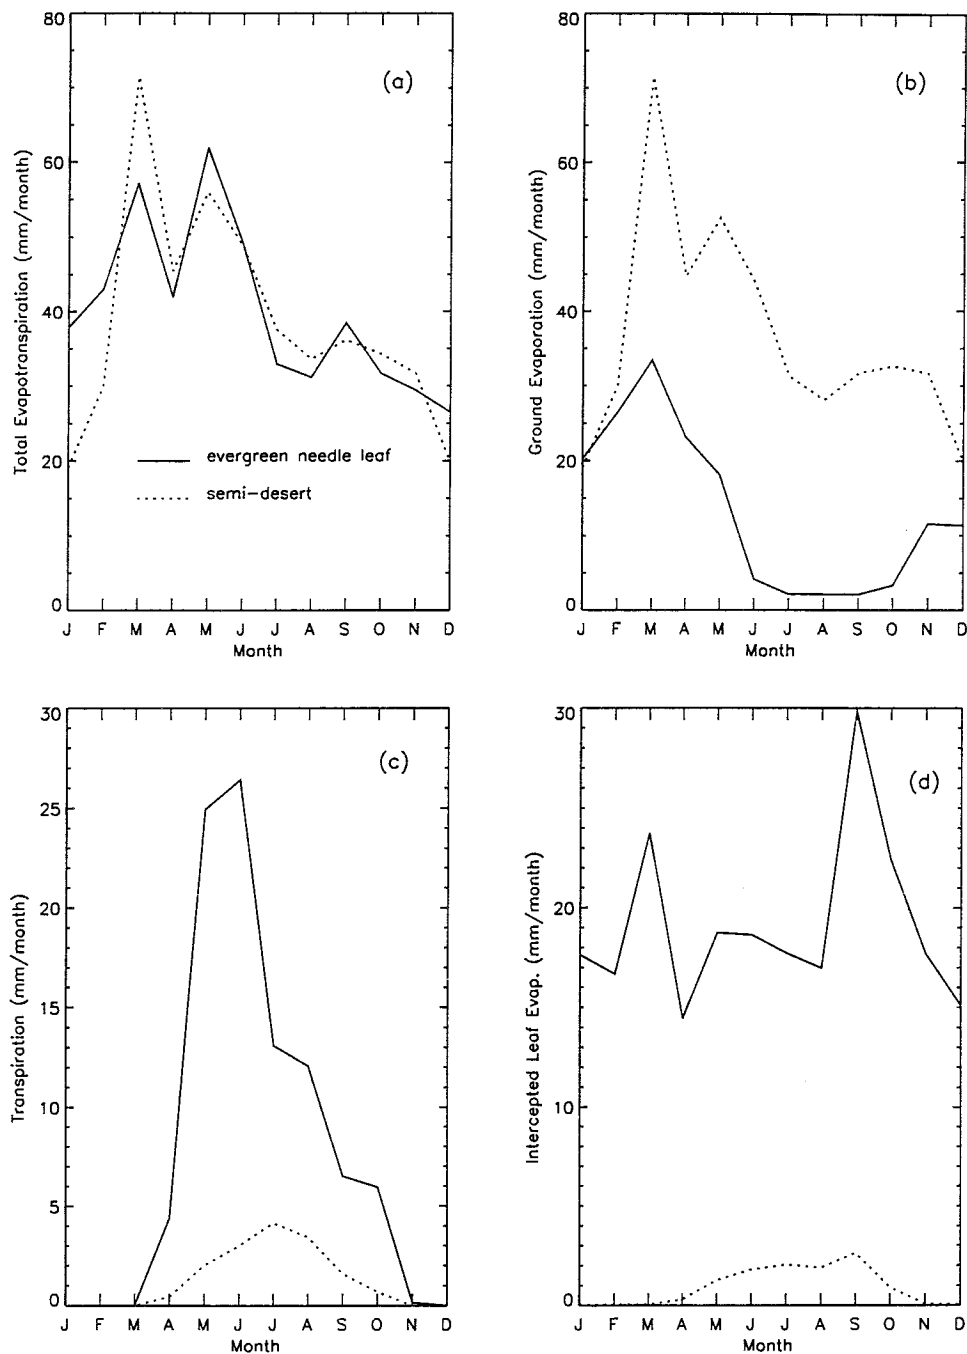 80
60
40
20
0
Total Evapotranspiration (mm/month)
(a)
evergreen needle leaf
semi-desert
J F M A M J J A S O N D
Month
80
60
40
20
0
Ground Evaporation (mm/month)
(b)
J F M A M J J A S O N D
Month
30
25
20
15
10
5
0
Transpiration (mm/month)
(c)
J F M A M J J A S O N D
Month
30
20
10
0
Intercepted Leaf Evap. (mm/month)
(d)
J F M A M J J A S O N D
Month